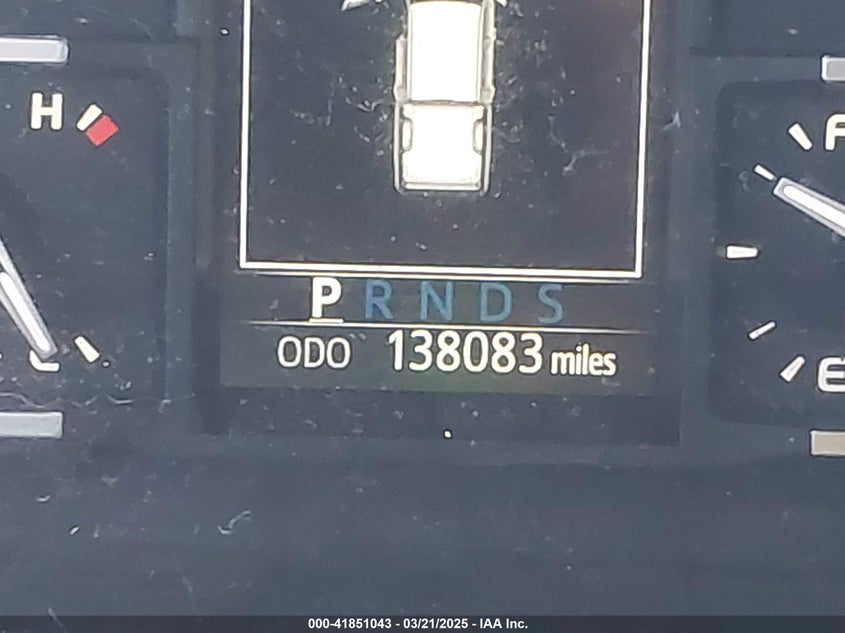 H
F
P R N D S
ODO 138083 miles
E
000-41851043 - 03/21/2025 - IAA Inc.